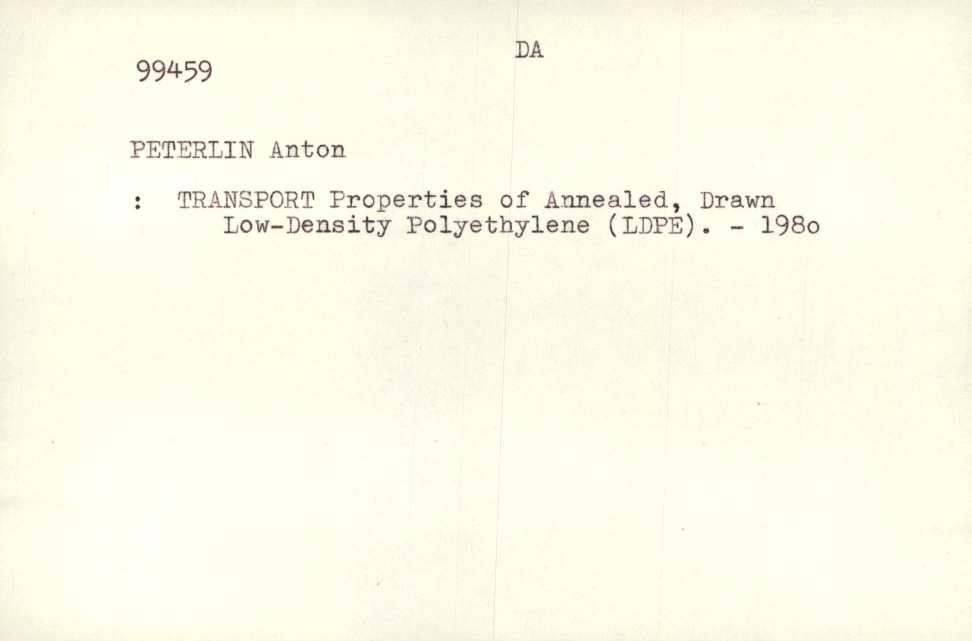 DA
99459
PETERLIN Anton
: TRANSPORT Properties of Annealed, Drawn
Low-Density Polyethylene (LDPE). - 198o